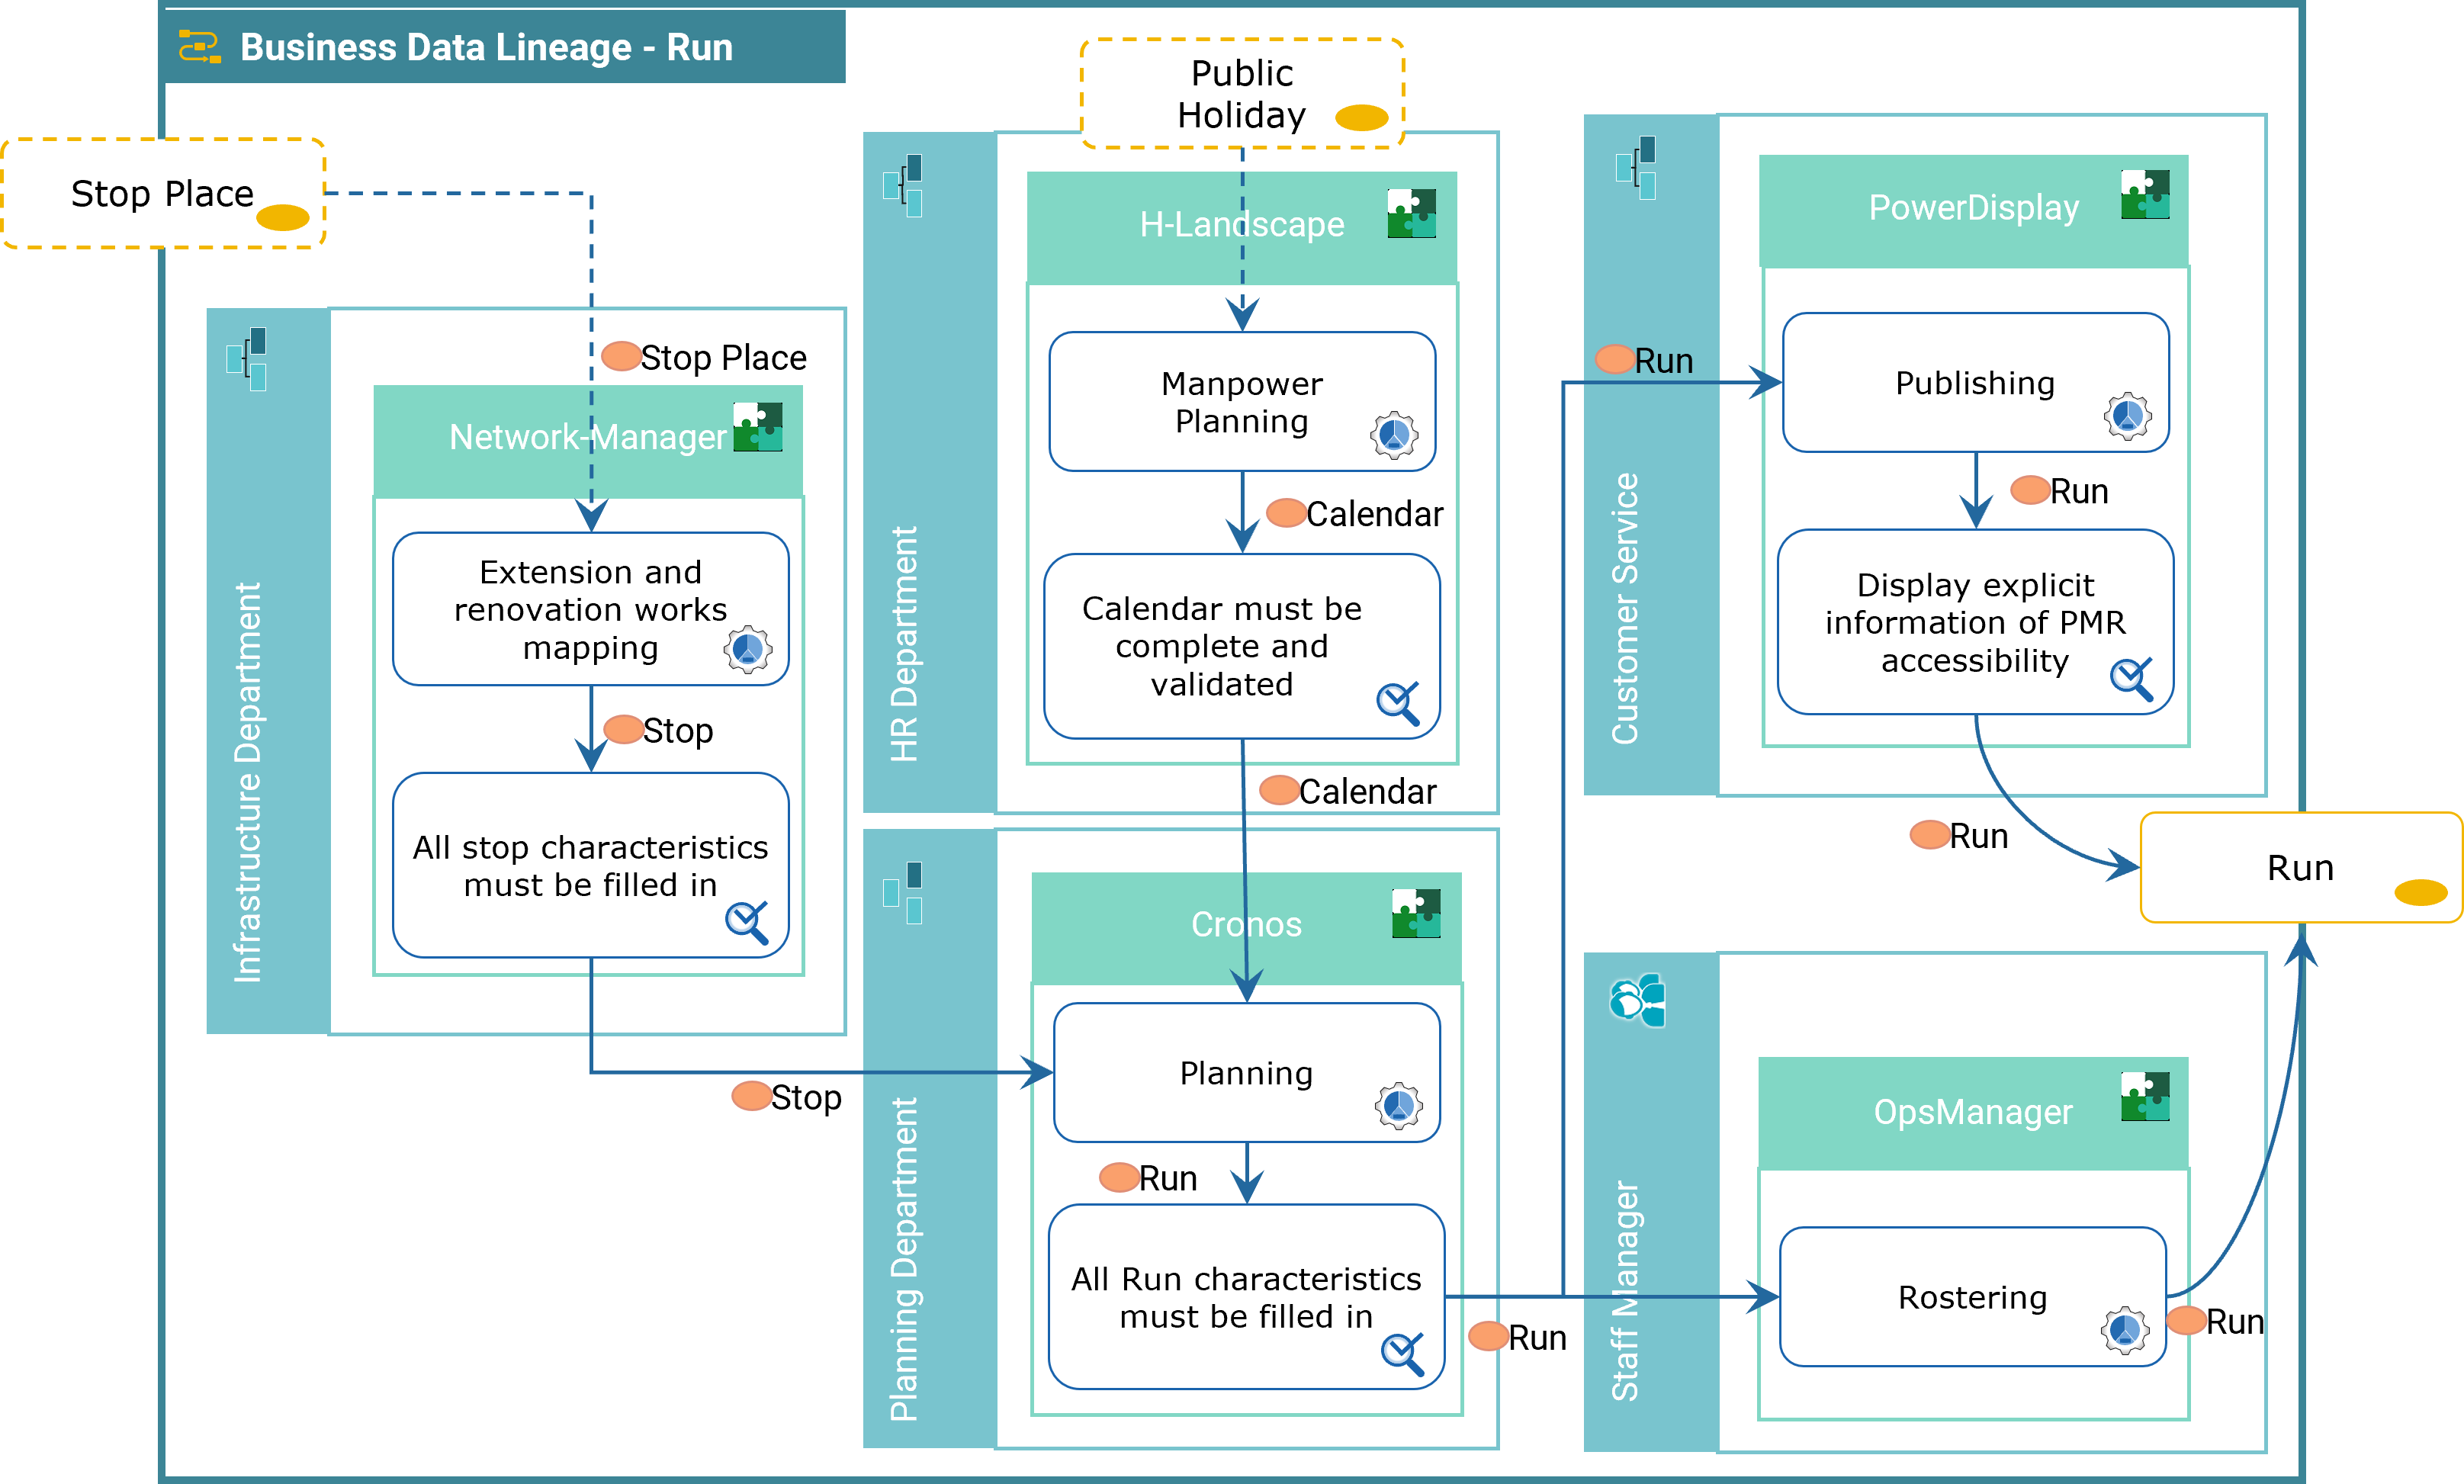 Business Data Lineage - Run
Stop Place
Infrastructure Department
Stop Place
Network-Manager
Extension and
renovation works
mapping
Stop
All stop characteristics
must be filled in
Stop
Public
Holiday
HR Department
H-Landscape
Manpower
Planning
Calendar
Calendar must be
complete and
validated
Calendar
Planning Department
Cronos
Planning
Run
All Run characteristics
must be filled in
Run
Customer Service
Run
PowerDisplay
Publishing
Run
Display explicit
information of PMR
accessibility
Run
Run
Staff Manager
OpsManager
Rostering
Run